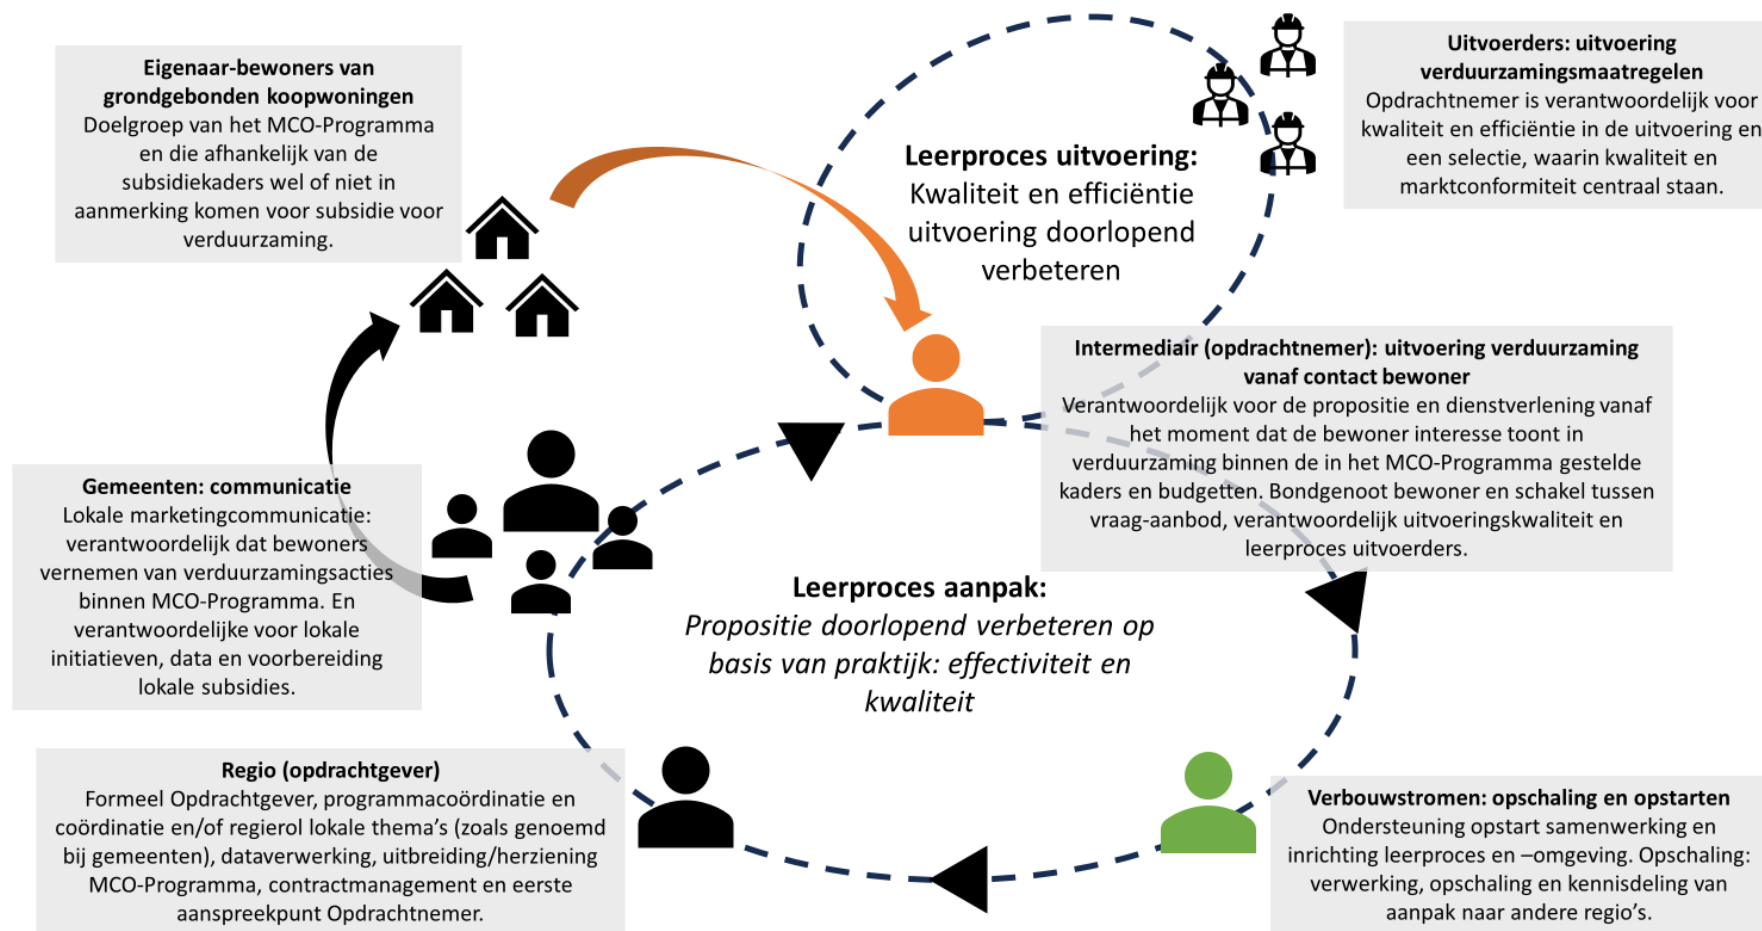 Eigenaar-bewoners van
grondgebonden koopwoningen
Doelgroep van het MCO-Programma
en die afhankelijk van de
subsidiekaders wel of niet in
aanmerking komen voor subsidie voor
verduurzaming.
Leerproces uitvoering:
Kwaliteit en efficiëntie
uitvoering doorlopend
verbeteren
Uitvoerders: uitvoering
verduurzamingsmaatregelen
Opdrachtnemer is verantwoordelijk voor
kwaliteit en efficiëntie in de uitvoering en
een selectie, waarin kwaliteit en
marktconformiteit centraal staan.
Intermediair (opdrachtnemer): uitvoering verduurzaming
vanaf contact bewoner
Verantwoordelijk voor de propositie en dienstverlening vanaf
het moment dat de bewoner interesse toont in
verduurzaming binnen de in het MCO-Programma gestelde
kaders en budgetten. Bondgenoot bewoner en schakel tussen
vraag-aanbod, verantwoordelijk uitvoeringskwaliteit en
leerproces uitvoerders.
Gemeenten: communicatie
Lokale marketingcommunicatie:
verantwoordelijk dat bewoners
vernemen van verduurzamingsacties
binnen MCO-Programma. En
verantwoordelijke voor lokale
initiatieven, data en voorbereiding
lokale subsidies.
Leerproces aanpak:
Propositie doorlopend verbeteren op
basis van praktijk: effectiviteit en
kwaliteit
Regio (opdrachtgever)
Formeel Opdrachtgever, programmacoördinatie en
coördinatie en/of regierol lokale thema's (zoals genoemd
bij gemeenten), dataverwerking, uitbreiding/herziening
MCO-Programma, contractmanagement en eerste
aanspreekpunt Opdrachtnemer.
Verbouwstromen: opschaling en opstarten
Ondersteuning opstart samenwerking en
inrichting leerproces en –omgeving. Opschaling:
verwerking, opschaling en kennisdeling van
aanpak naar andere regio's.